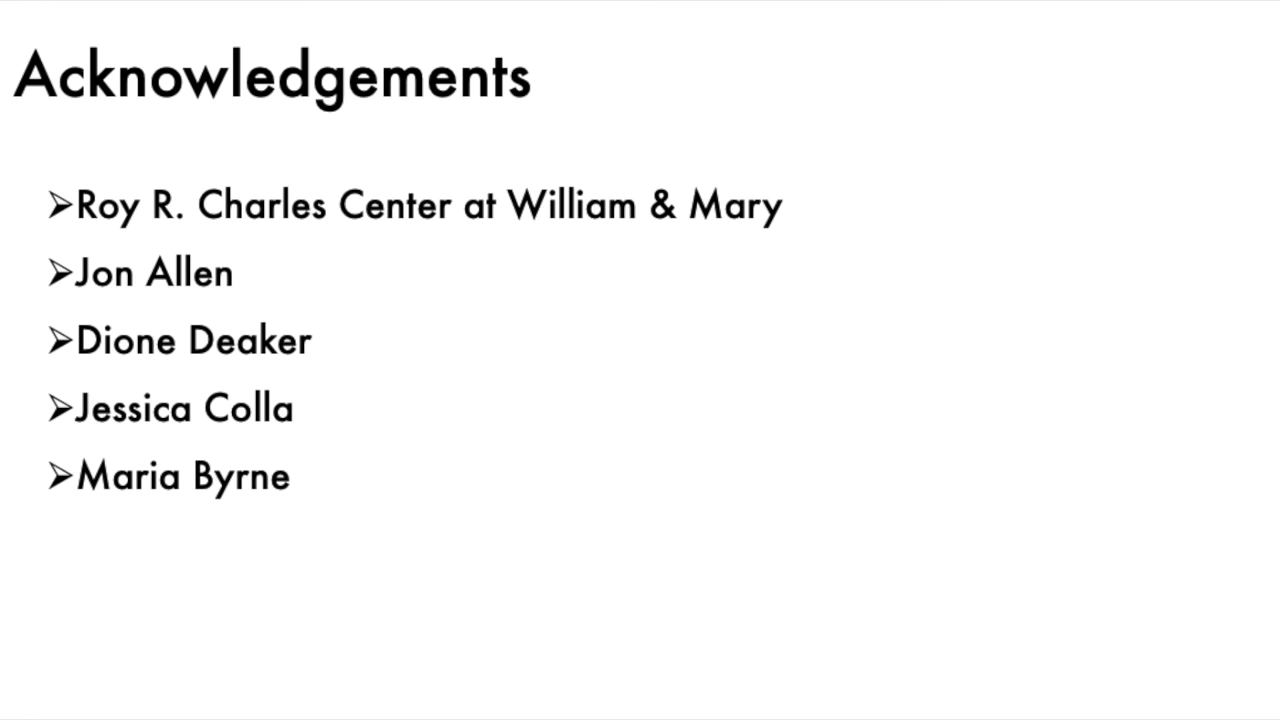 Acknowledgements
➢Roy R. Charles Center at William & Mary
➢Jon Allen
➢Dione Deaker
➢Jessica Colla
➢Maria Byrne